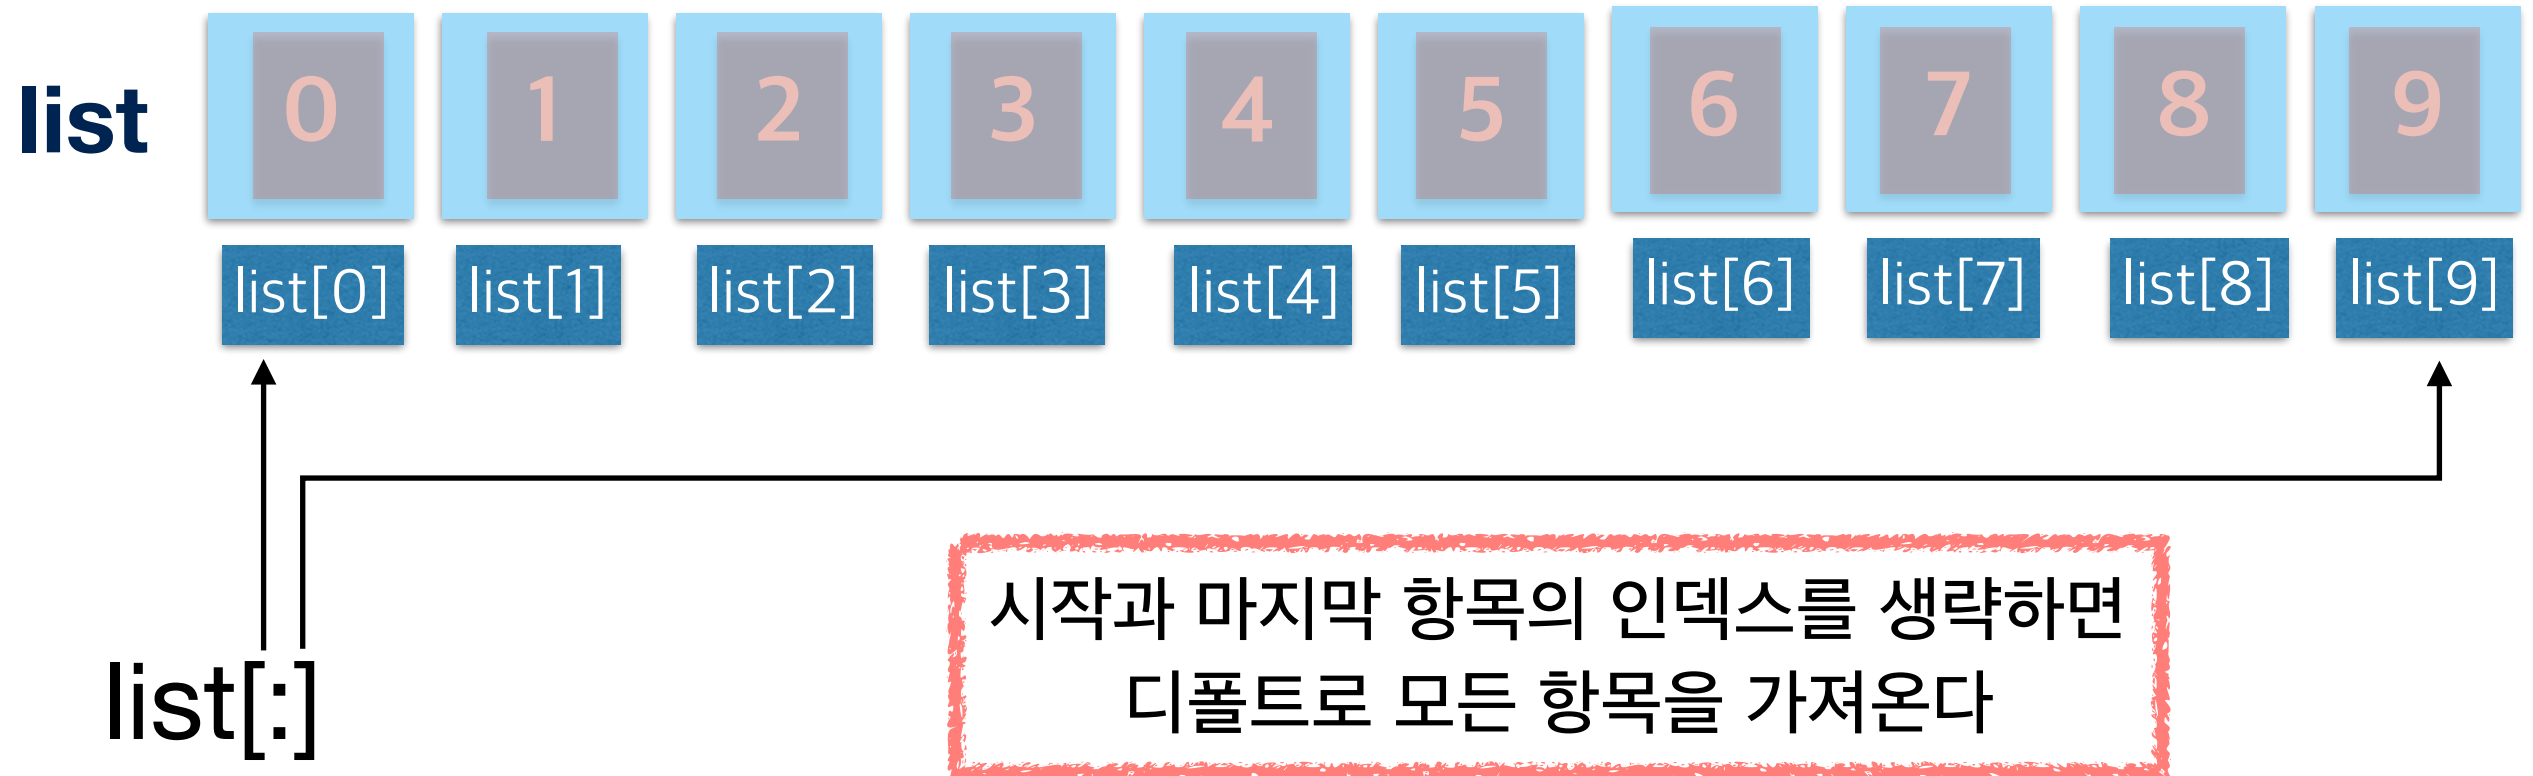 list 0 1 2 3 4 5 6 7 8 9
list[0] list[1] list[2] list[3] list[4] list[5] list[6] list[7] list[8] list[9]
시작과 마지막 항목의 인덱스를 생략하면
디폴트로 모든 항목을 가져온다
list[:]